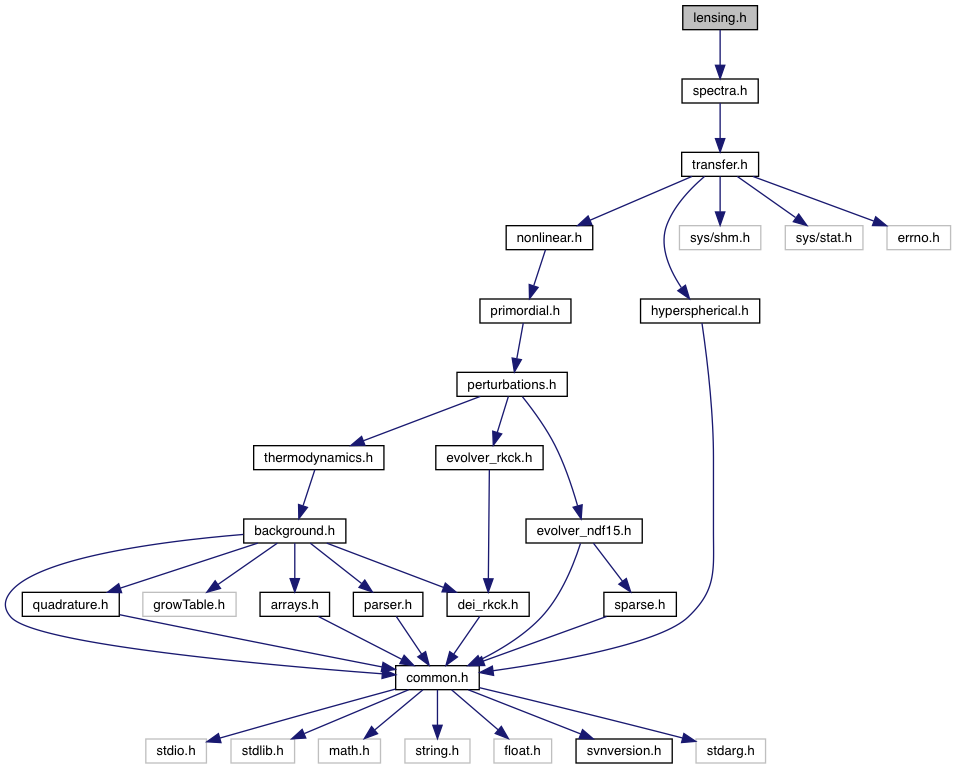 lensing.h
spectra.h
transfer.h
nonlinear.h
sys/shm.h
sys/stat.h
errno.h
primordial.h
hyperspherical.h
perturbations.h
thermodynamics.h
evolver_rkck.h
background.h
evolver_ndf15.h
quadrature.h
growTable.h
arrays.h
parser.h
dei_rkck.h
sparse.h
common.h
stdio.h
stdlib.h
math.h
string.h
float.h
svnversion.h
stdarg.h